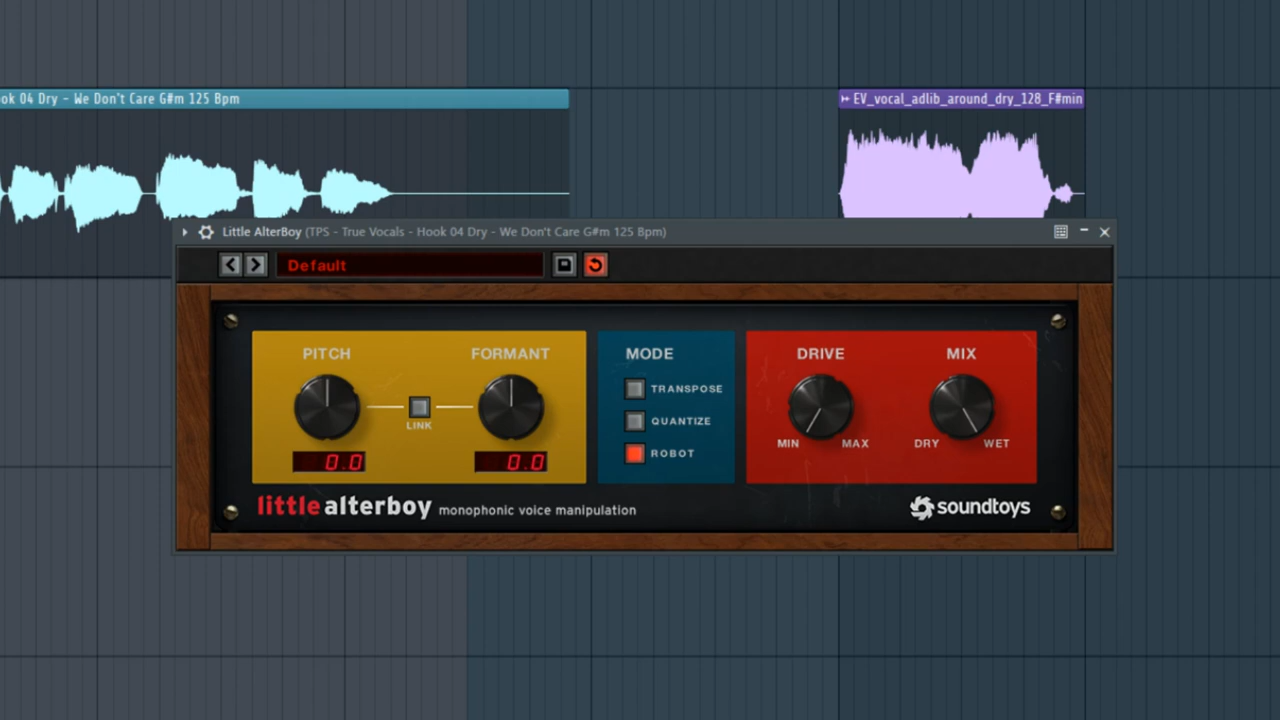 ok 04 Dry - We Don't Care G#m 125 Bpm
EV_vocal_adlib_around_dry_128_F#min
Little AlterBoy (TPS - True Vocals - Hook 04 Dry - We Don't Care G#m 125 Bpm)
Default
PITCH
FORMANT
LINK
0.0
0.0
MODE
TRANSPOSE
QUANTIZE
ROBOT
DRIVE
MIX
MIN
MAX
DRY
WET
little alterboy monophonic voice manipulation
soundtoys